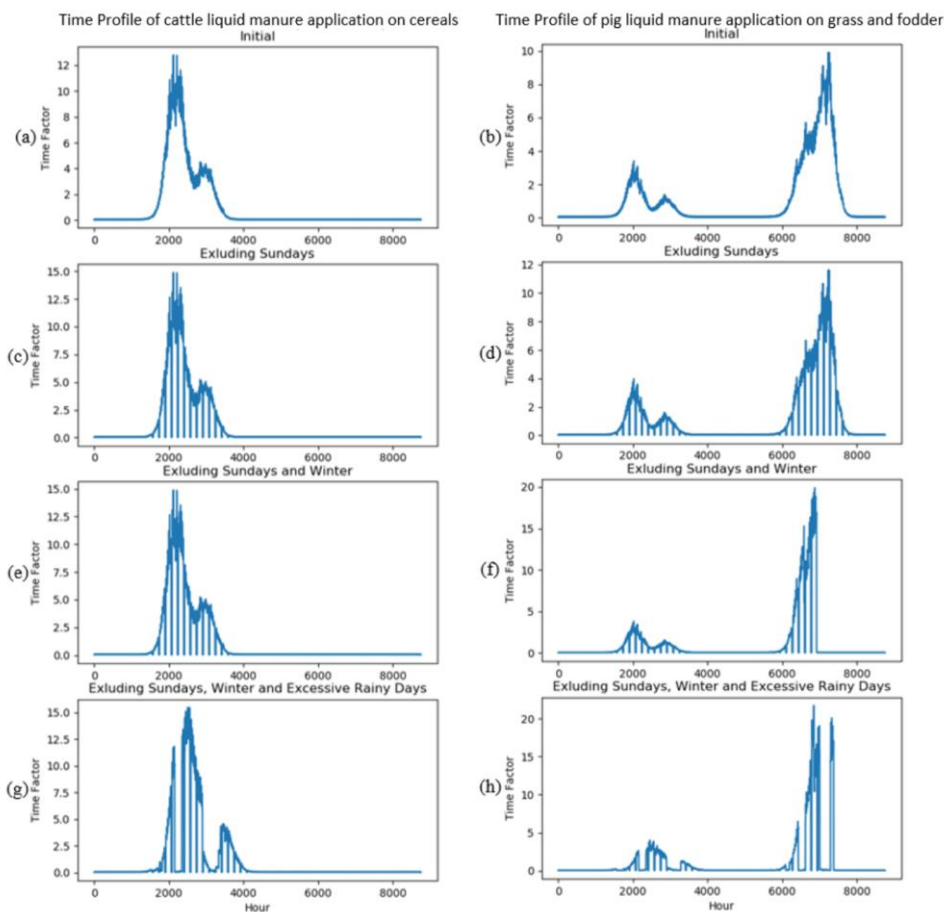 Time Profile of cattle liquid manure application on cereals
Time Profile of pig liquid manure application on grass and fodder
Initial
Initial
(a)
Time Factor
12
10
8
6
4
2
0
0 2000 4000 6000 8000
(b)
Time Factor
10
8
6
4
2
0
0 2000 4000 6000 8000
Exluding Sundays
Exluding Sundays
(c)
Time Factor
15.0
12.5
10.0
7.5
5.0
2.5
0.0
0 2000 4000 6000 8000
(d)
Time Factor
12
10
8
6
4
2
0
0 2000 4000 6000 8000
Exluding Sundays and Winter
Exluding Sundays and Winter
(e)
Time Factor
15.0
12.5
10.0
7.5
5.0
2.5
0.0
0 2000 4000 6000 8000
(f)
Time Factor
20
15
10
5
0
0 2000 4000 6000 8000
Exluding Sundays, Winter and Excessive Rainy Days
Exluding Sundays, Winter and Excessive Rainy Days
(g)
Time Factor
15.0
12.5
10.0
7.5
5.0
2.5
0.0
0 2000 4000 6000 8000
Hour
(h)
Time Factor
20
15
10
5
0
0 2000 4000 6000 8000
Hour